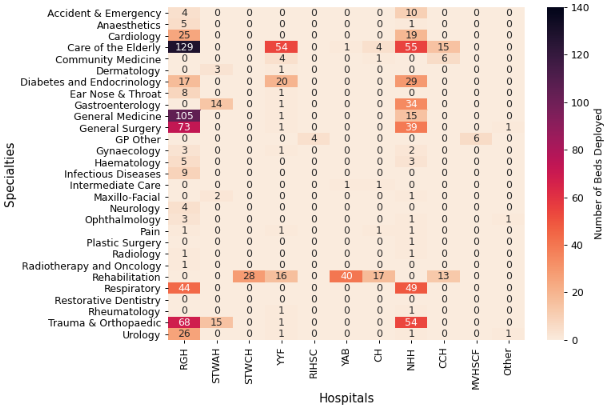 Accident & Emergency 4 0 0 0 0 0 0 10 0 0 0
Anaesthetics 5 0 0 0 0 0 0 1 0 0 0
Cardiology 25 0 0 0 0 0 0 19 0 0 0
Care of the Elderly 129 0 0 54 0 1 4 55 15 0 0
Community Medicine 0 0 0 4 0 0 1 0 6 0 0
Dermatology 0 3 0 1 0 0 0 0 0 0 0
Diabetes and Endocrinology 17 0 0 20 0 0 0 29 0 0 0
Ear Nose & Throat 8 0 0 1 0 0 0 0 0 0 0
Gastroenterology 0 14 0 1 0 0 0 34 0 0 0
General Medicine 105 0 0 1 0 0 0 15 0 0 0
General Surgery 73 0 0 1 0 0 0 39 0 0 1
GP Other 0 0 0 0 4 0 0 0 0 6 0
Gynaecology 3 0 0 1 0 0 0 2 0 0 0
Haematology 5 0 0 0 0 0 0 3 0 0 0
Infectious Diseases 9 0 0 0 0 0 0 0 0 0 0
Intermediate Care 0 0 0 0 0 1 1 0 0 0 0
Maxillo-Facial 0 2 0 0 0 0 0 1 0 0 0
Neurology 4 0 0 0 0 0 0 0 0 0 0
Ophthalmology 3 0 0 0 0 0 0 1 0 0 1
Pain 1 0 0 1 0 0 1 1 0 0 0
Plastic Surgery 0 0 0 0 0 0 0 1 0 0 0
Radiology 1 0 0 0 0 0 0 1 0 0 0
Radiotherapy and Oncology 1 0 0 0 0 0 0 0 0 0 0
Rehabilitation 0 0 28 16 0 40 17 0 13 0 0
Respiratory 44 0 0 0 0 0 0 49 0 0 0
Restorative Dentistry 0 0 0 0 0 0 0 0 0 0 0
Rheumatology 0 0 0 1 0 0 0 1 0 0 0
Trauma & Orthopaedic 68 15 0 1 0 0 0 54 0 0 0
Urology 26 0 0 1 0 0 0 1 0 0 1
RGH STWAH STWCH YYF RIHSC YAB CH NHH CCH MVHSCF Other
Hospitals
Specialties
140
120
100
80
60
40
20
0
Number of Beds Deployed